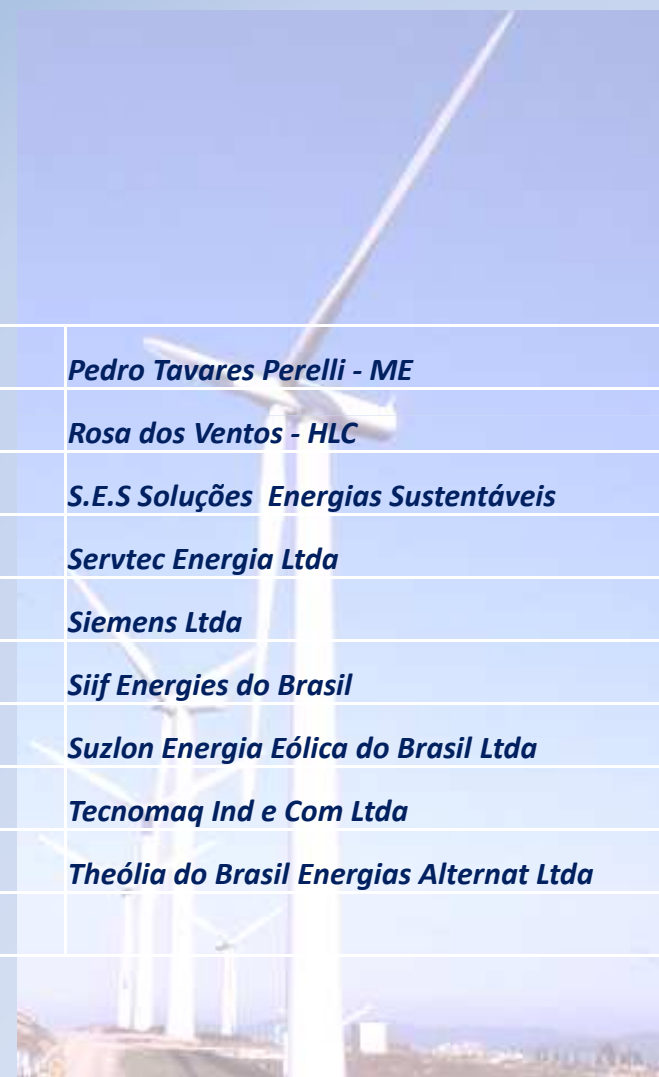 Pedro Tavares Perelli - ME
Rosa dos Ventos - HLC
S.E.S Soluções Energias Sustentáveis
Servtec Energia Ltda
Siemens Ltda
Siif Energies do Brasil
Suzlon Energia Eólica do Brasil Ltda
Tecnomaq Ind e Com Ltda
Theólia do Brasil Energias Alternat Ltda